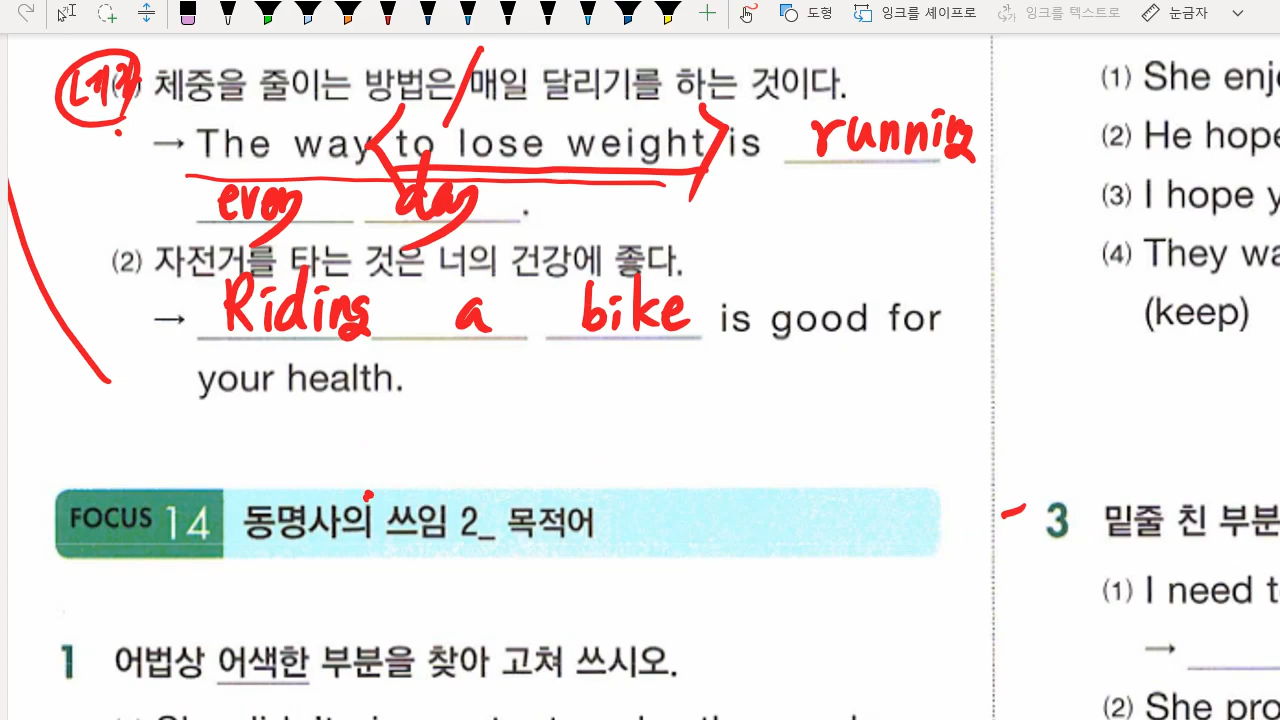 도형 잉크를 셰이프로 잉크를 텍스트로 눈금자
체중을 줄이는 방법은 매일 달리기를 하는 것이다.
→ The way to lose weight is running
every day.
(2) 자전거를 타는 것은 너의 건강에 좋다.
→ Riding a bike is good for
your health.
FOCUS 14 동명사의 쓰임 2_ 목적어
1 어법상 어색한 부분을 찾아 고쳐 쓰시오.
(1) She
(2) He
(3) I hope
(4) They
(keep)
3 밑줄 친 부분
(1) I need
→
(2) She